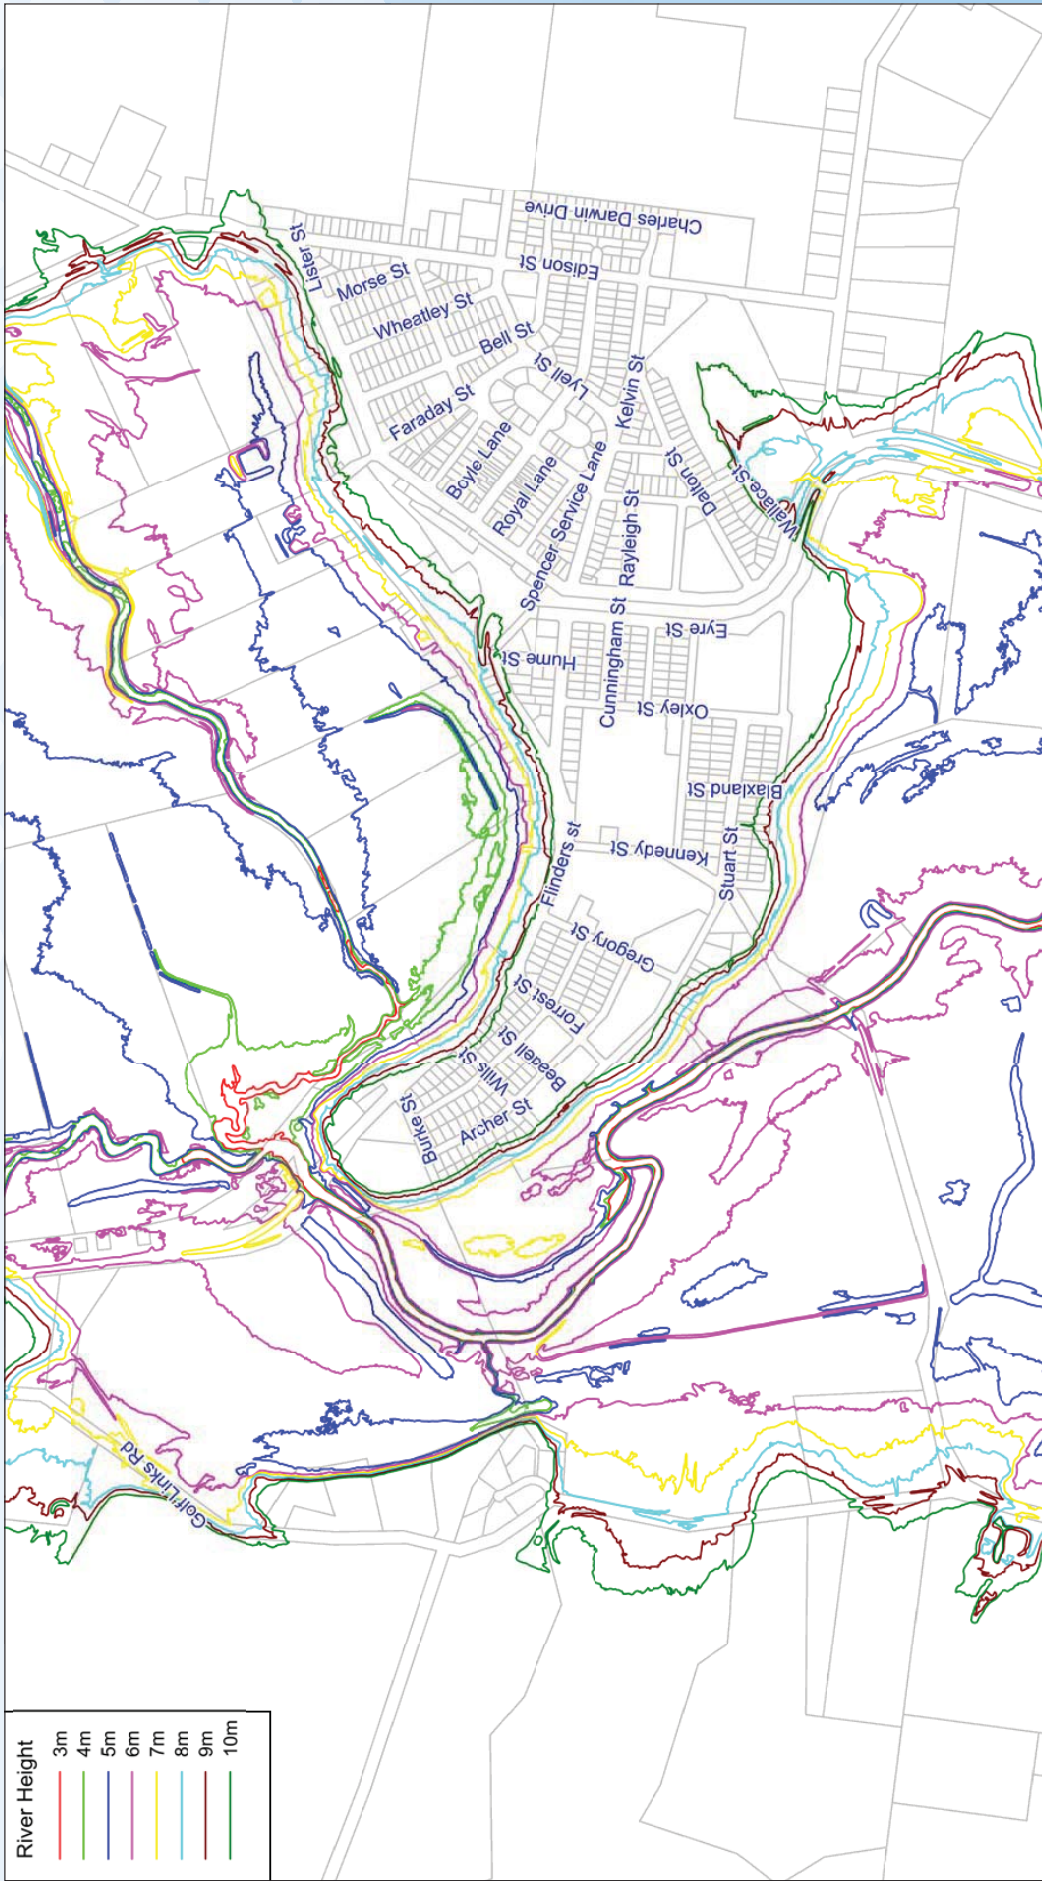 River Height
3m
4m
5m
6m
7m
8m
9m
10m
Charles Darwin Drive
Lister St
Edison St
Morse St
Wheatley St
Bell St
Lyell St
Kelvin St
Faraday St
Boyle Lane
Royal Lane
Dalton St
Wallace St
Spencer Service Lane
Rayleigh St
Eyre St
Hume St
Cunningham St
Oxley St
Blaxland St
Flinders st
Kennedy St
Stuart St
Gregory St
Forrest St
Wills St
Burke St
Archer St
Golf Links Rd